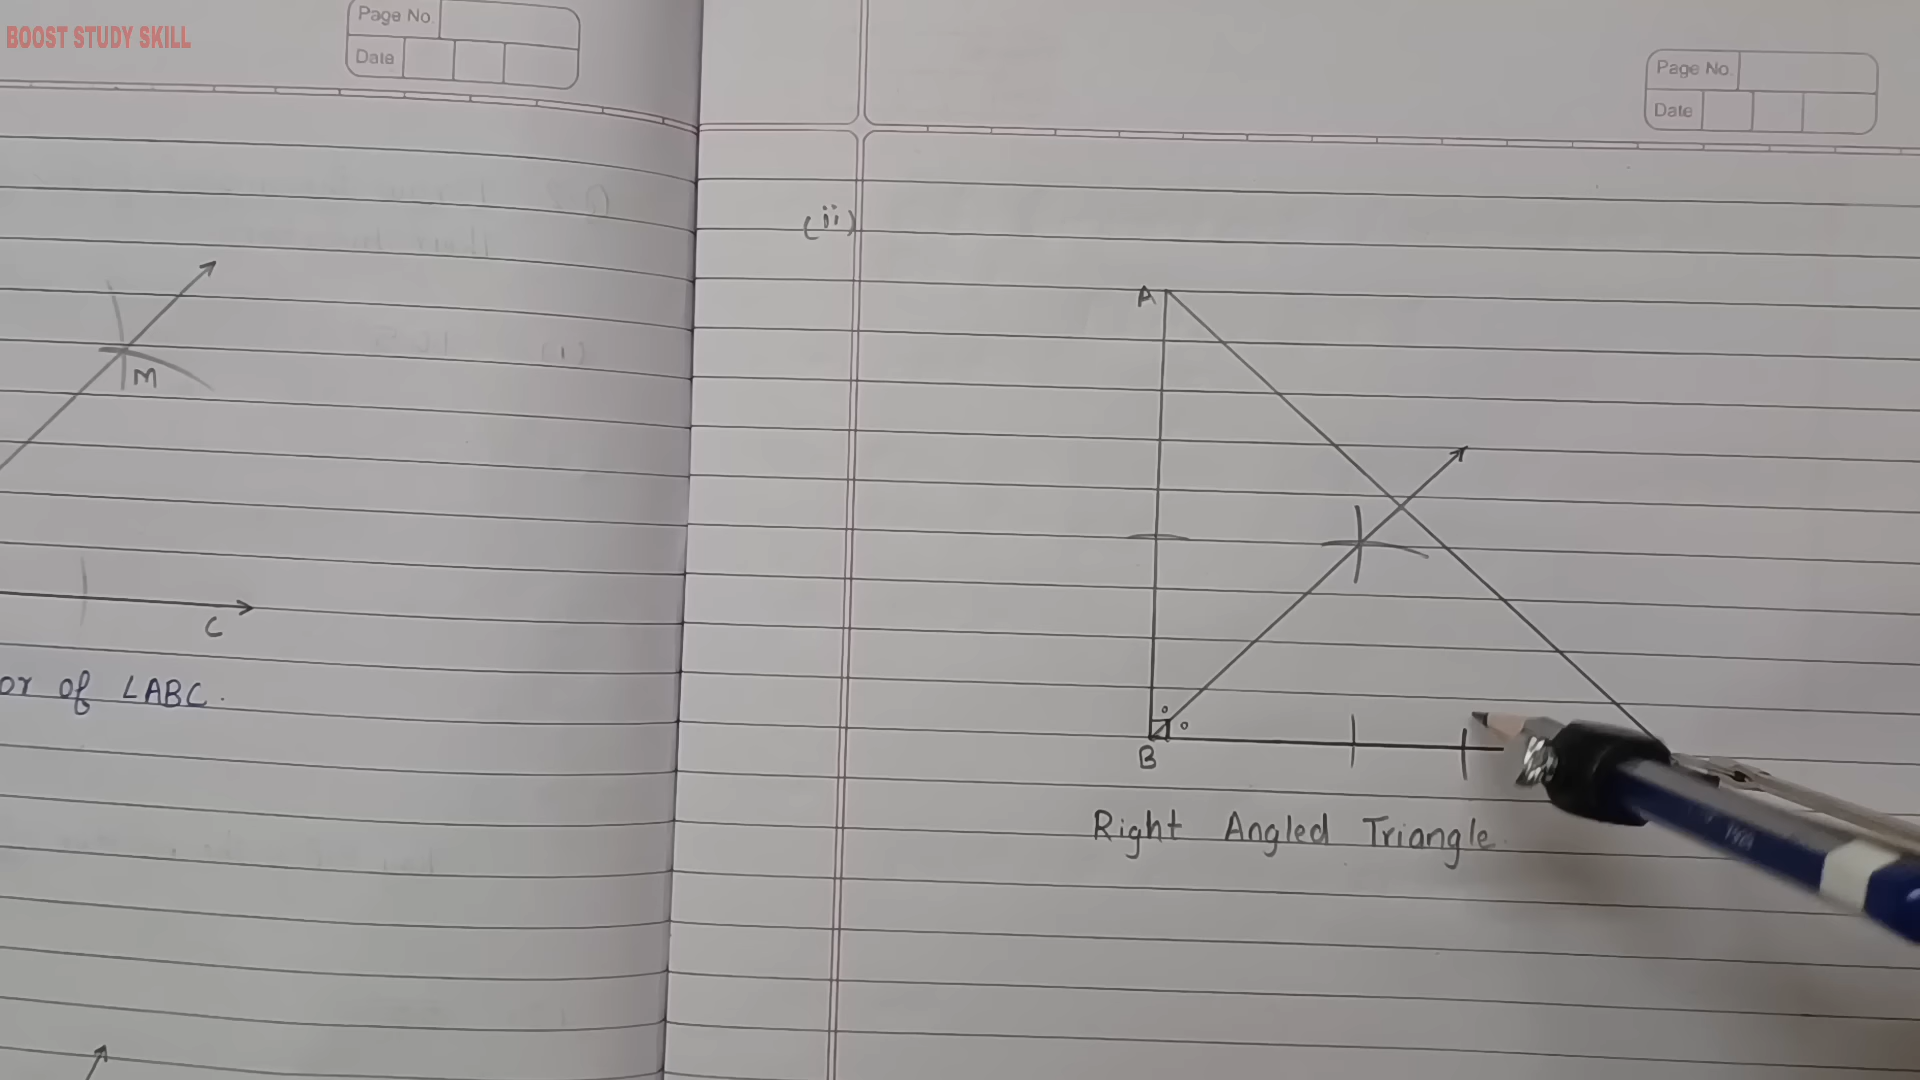 BOOST STUDY SKILL
Page No.
Date
M
C
or of ∠ABC.
Page No.
Date
(ii)
A
B
Right Angled Triangle